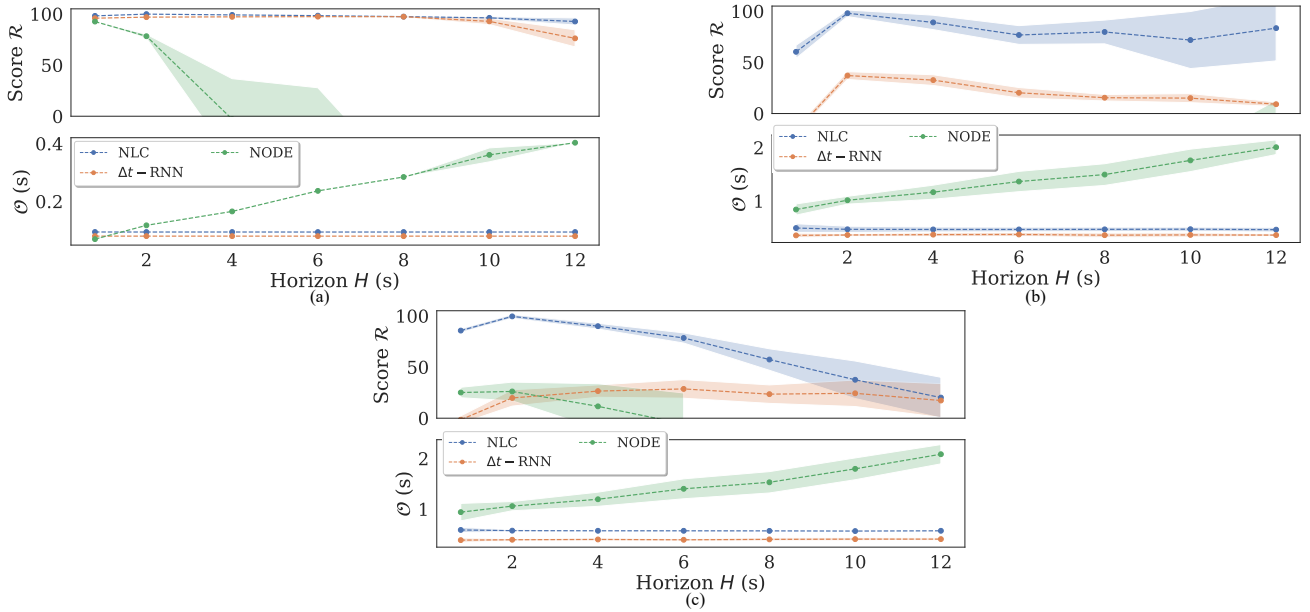 100
50
0
Score R
0.4
0.2
𝒪 (s)
NLC
NODE
Δt − RNN
2 4 6 8 10 12
Horizon H (s)
(a)
100
50
0
Score R
2
1
𝒪 (s)
NLC
NODE
Δt − RNN
2 4 6 8 10 12
Horizon H (s)
(b)
100
50
0
Score R
2
1
𝒪 (s)
NLC
NODE
Δt − RNN
2 4 6 8 10 12
Horizon H (s)
(c)